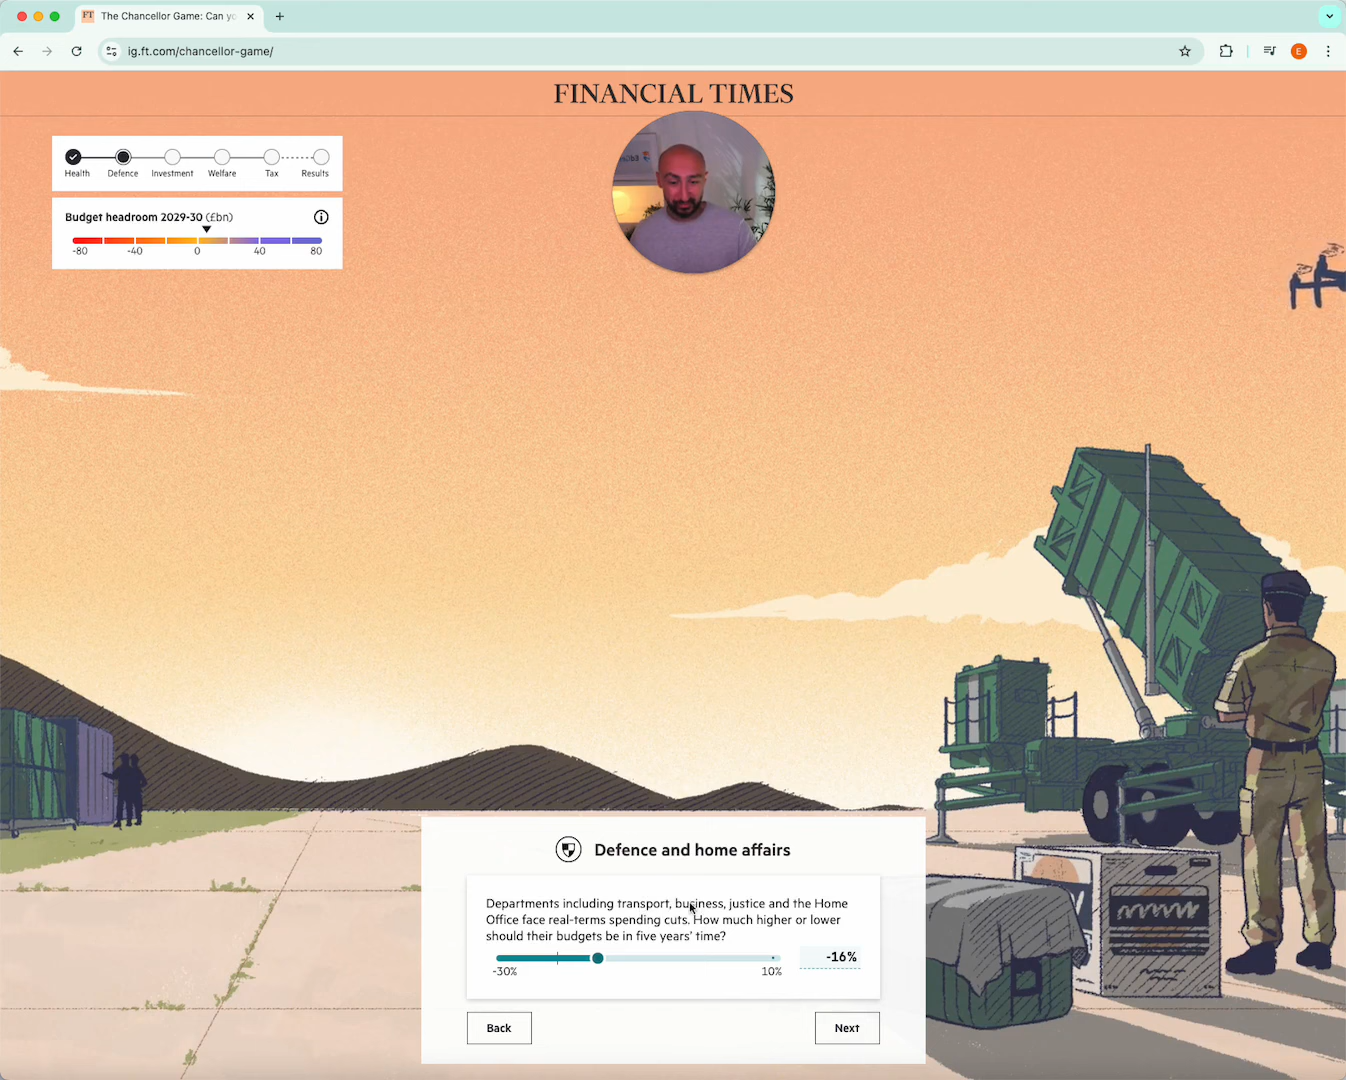 The Chancellor Game: Can yo
ig.ft.com/chancellor-game/
E
FINANCIAL TIMES
FT
Health
Defence
Investment
Welfare
Tax
Results
Budget headroom 2029-30 (£bn)
-80
-40
0
40
80
Defence and home affairs
Departments including transport, business, justice and the Home
Office face real-terms spending cuts. How much higher or lower
should their budgets be in five years' time?
-16%
-30%
10%
Back
Next